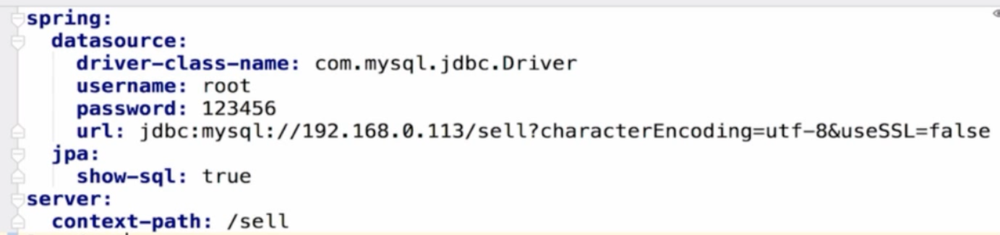 spring:
  datasource:
    driver-class-name: com.mysql.jdbc.Driver
    username: root
    password: 123456
    url: jdbc:mysql://192.168.0.113/sell?characterEncoding=utf-8&useSSL=false
  jpa:
    show-sql: true
server:
  context-path: /sell